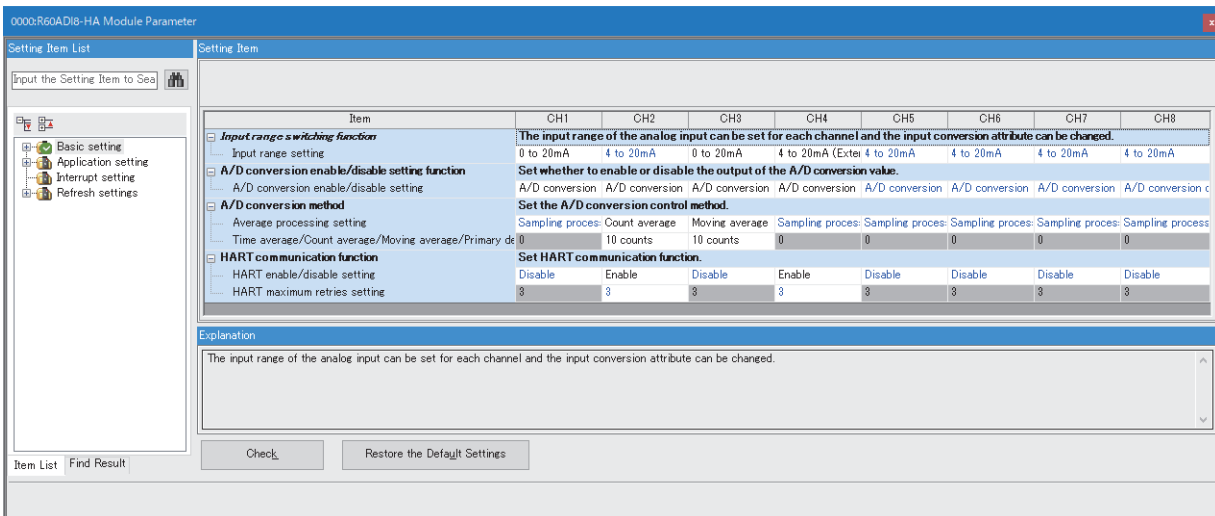 0000:R60ADI8-HA Module Parameter
x
Setting Item List
Setting Item
Input the Setting Item to Sea
Basic setting
Application setting
Interrupt setting
Refresh settings
Item CH1 CH2 CH3 CH4 CH5 CH6 CH7 CH8
Input range switching function The input range of the analog input can be set for each channel and the input conversion attribute can be changed.
Input range setting 0 to 20mA 4 to 20mA 0 to 20mA 4 to 20mA (Exte 4 to 20mA 4 to 20mA 4 to 20mA 4 to 20mA
A/D conversion enable/disable setting function Set whether to enable or disable the output of the A/D conversion value.
A/D conversion enable/disable setting A/D conversion A/D conversion A/D conversion A/D conversion A/D conversion A/D conversion A/D conversion A/D conversion
A/D conversion method Set the A/D conversion control method.
Average processing setting Sampling proces Count average Moving average Sampling proces Sampling proces Sampling proces Sampling proces Sampling process
Time average/Count average/Moving average/Primary de 0 10 counts 10 counts 0 0 0 0 0
HART communication function Set HART communication function.
HART enable/disable setting Disable Enable Disable Enable Disable Disable Disable Disable
HART maximum retries setting 3 3 3 3 3 3 3 3
Explanation
The input range of the analog input can be set for each channel and the input conversion attribute can be changed.
Item List Find Result
Check
Restore the Default Settings